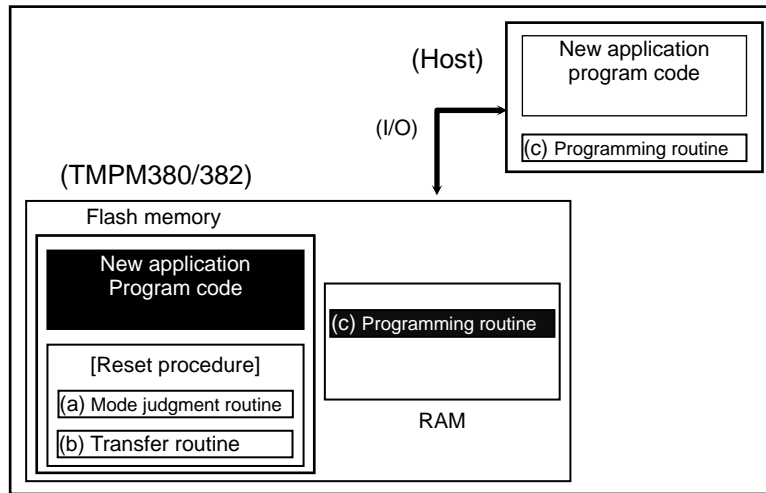 (Host)
New application
program code
(c) Programming routine
(I/O)
(TMPM380/382)
Flash memory
New application
Program code
[Reset procedure]
(a) Mode judgment routine
(b) Transfer routine
(c) Programming routine
RAM